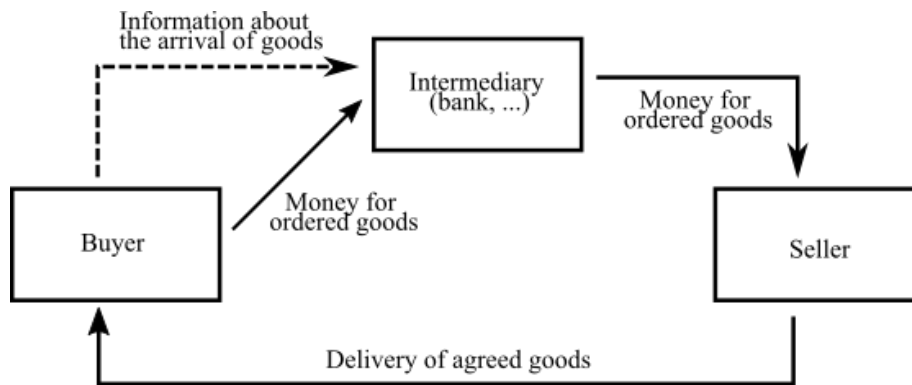 Information about
the arrival of goods
Intermediary
(bank, ...)
Money for
ordered goods
Money for
ordered goods
Buyer
Seller
Delivery of agreed goods